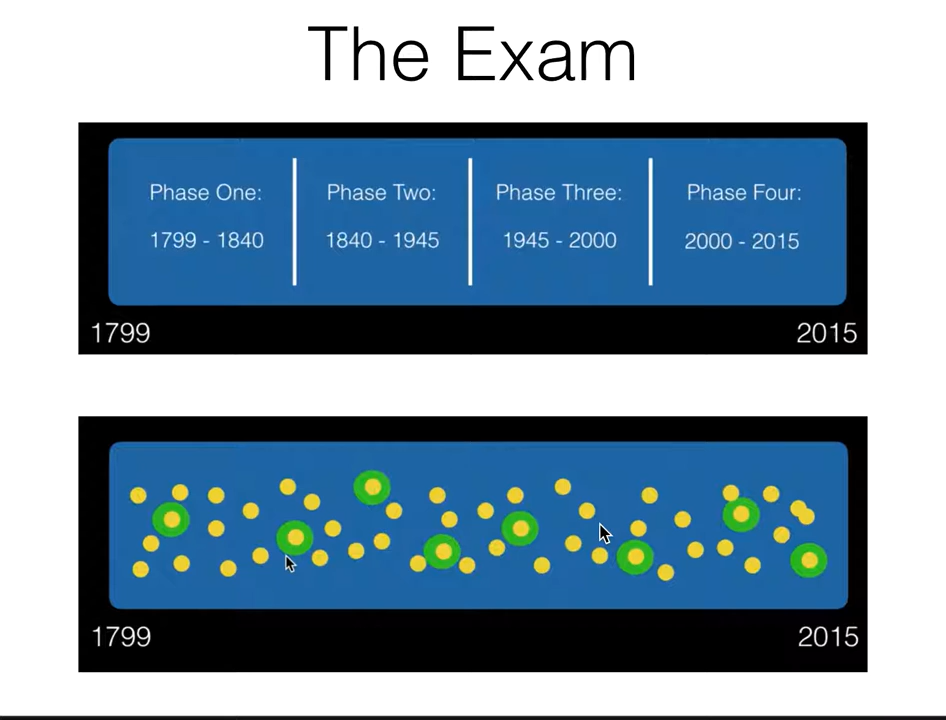 The Exam
Phase One:
1799 - 1840
Phase Two:
1840 - 1945
Phase Three:
1945 - 2000
Phase Four:
2000 - 2015
1799
2015
1799
2015